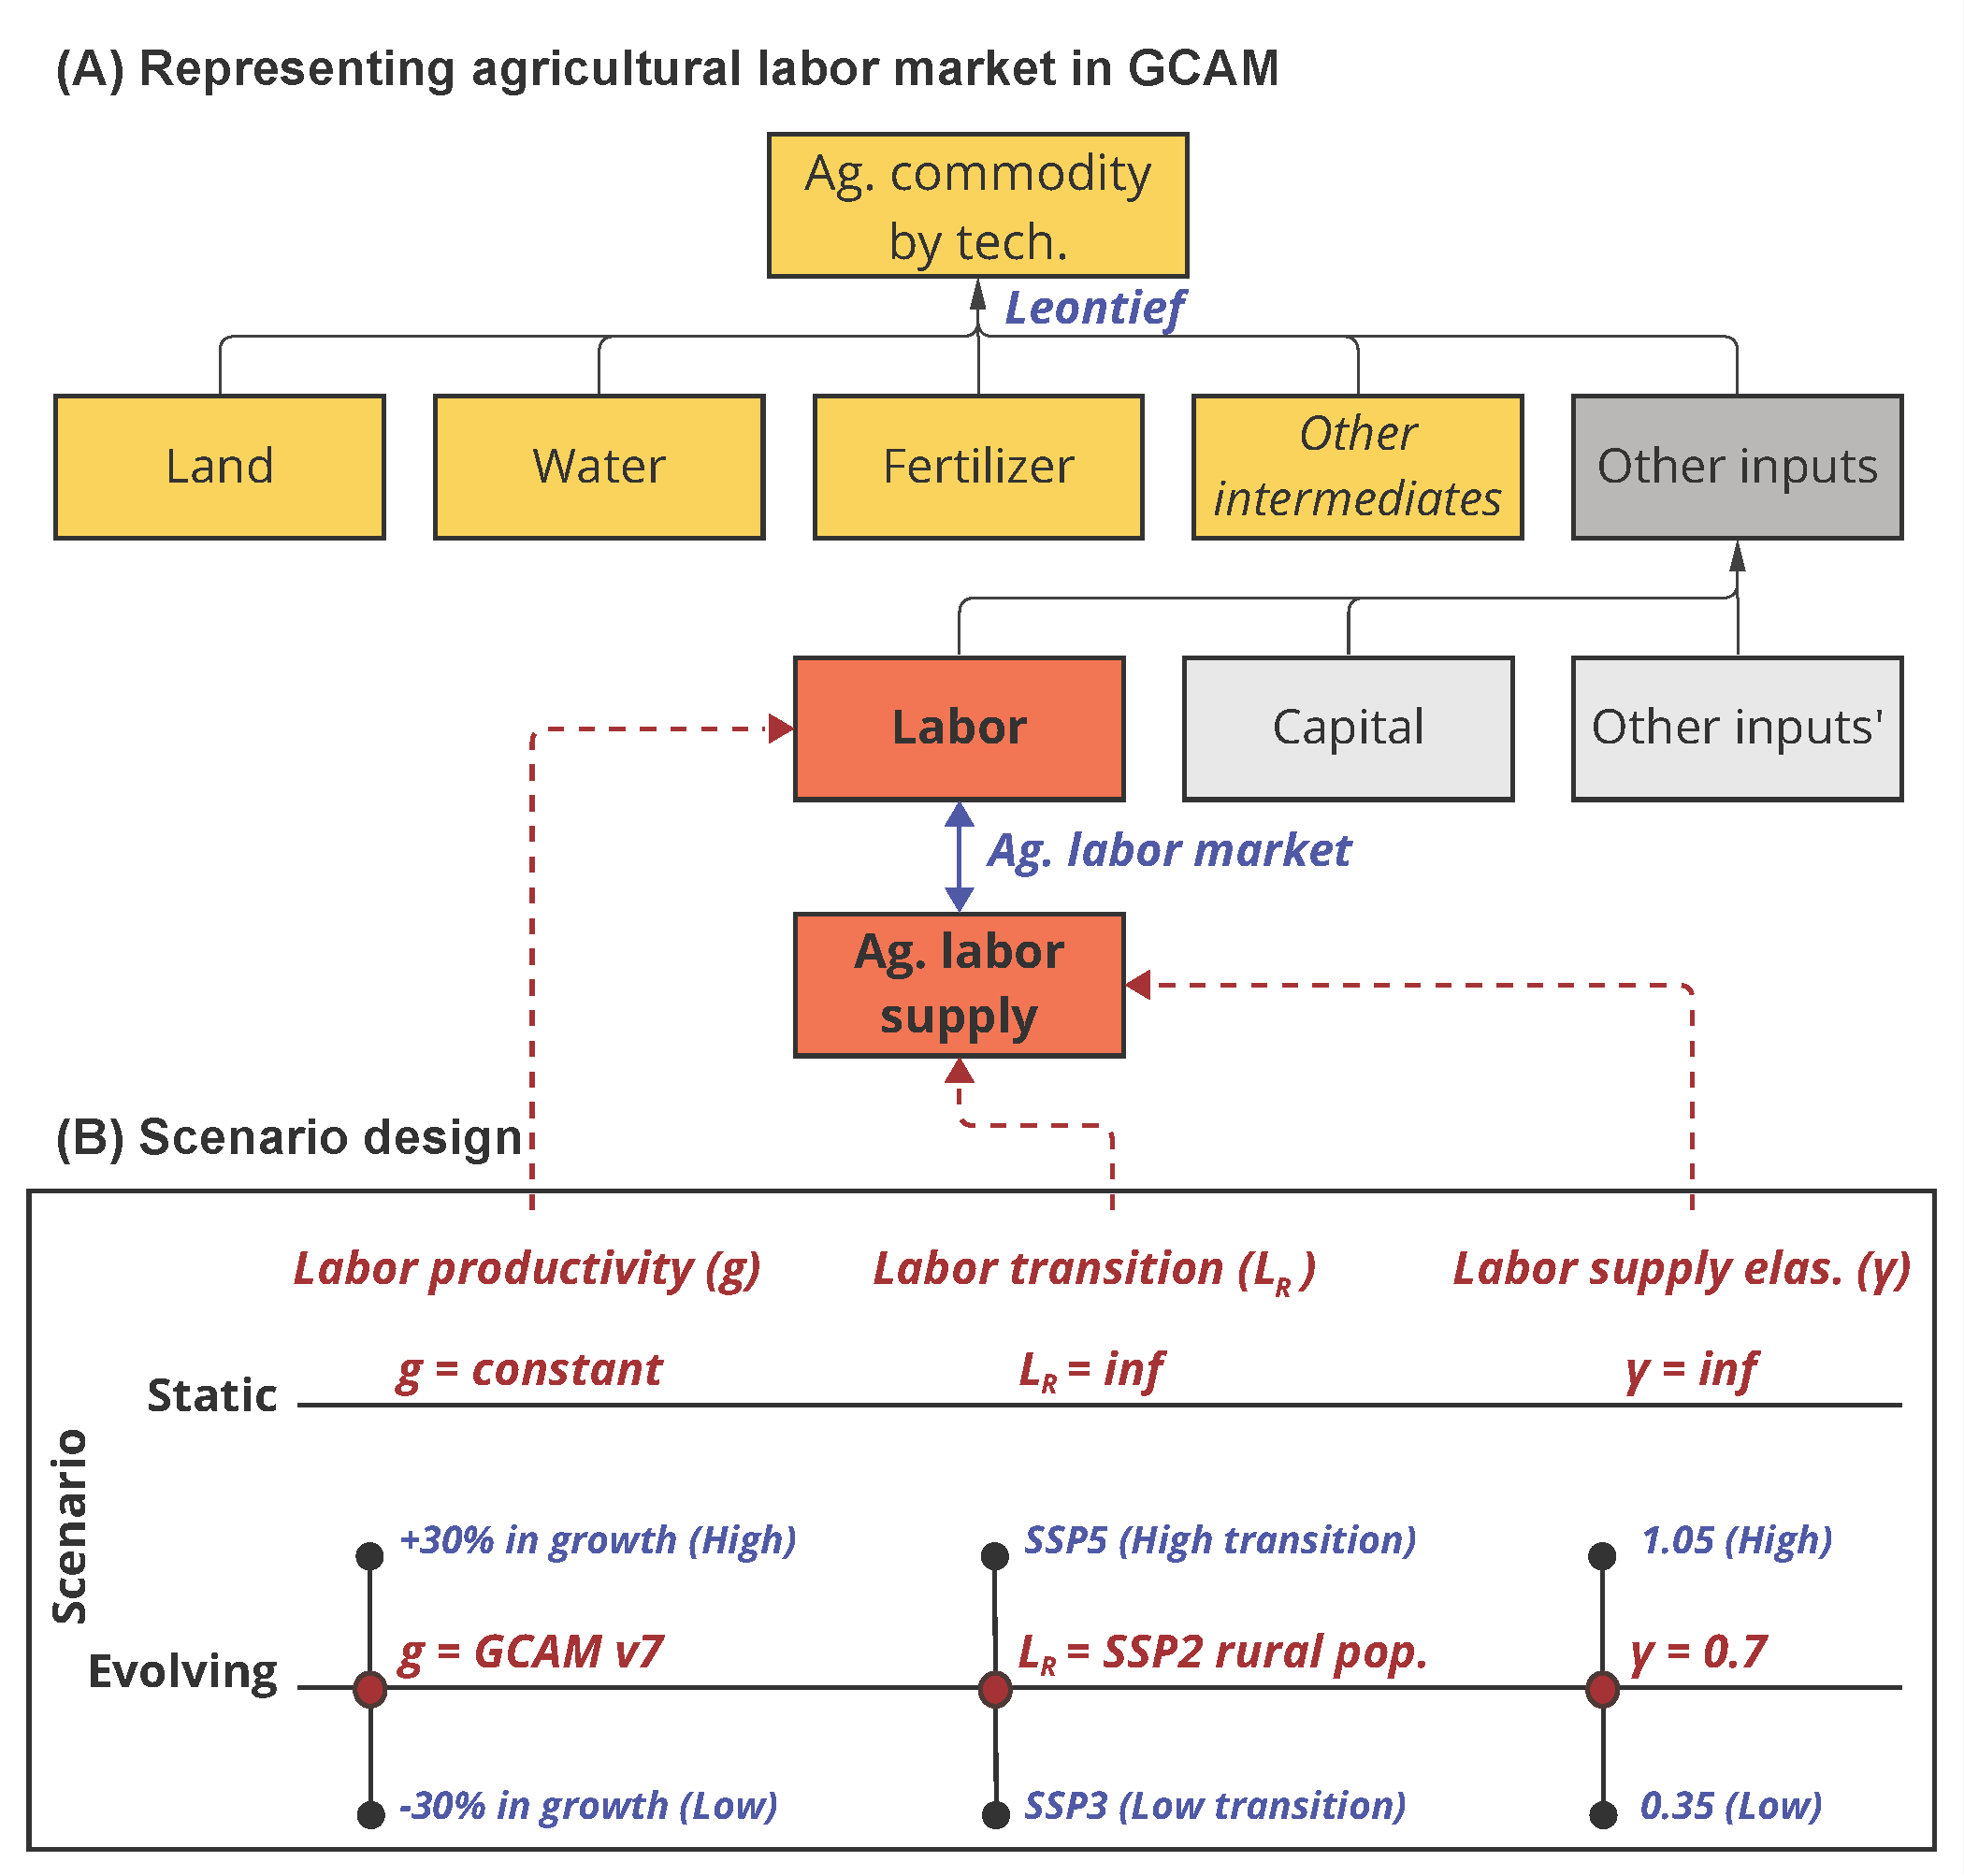 (A) Representing agricultural labor market in GCAM
Ag. commodity
by tech.
Leontief
Land
Water
Fertilizer
Other
intermediates
Other inputs
Labor
Capital
Other inputs'
Ag. labor market
Ag. labor
supply
(B) Scenario design
Labor productivity (g)
Labor transition (L_R)
Labor supply elas. (γ)
Scenario
Static
g = constant
L_R = inf
γ = inf
+30% in growth (High)
SSP5 (High transition)
1.05 (High)
Evolving
g = GCAM v7
L_R = SSP2 rural pop.
γ = 0.7
-30% in growth (Low)
SSP3 (Low transition)
0.35 (Low)